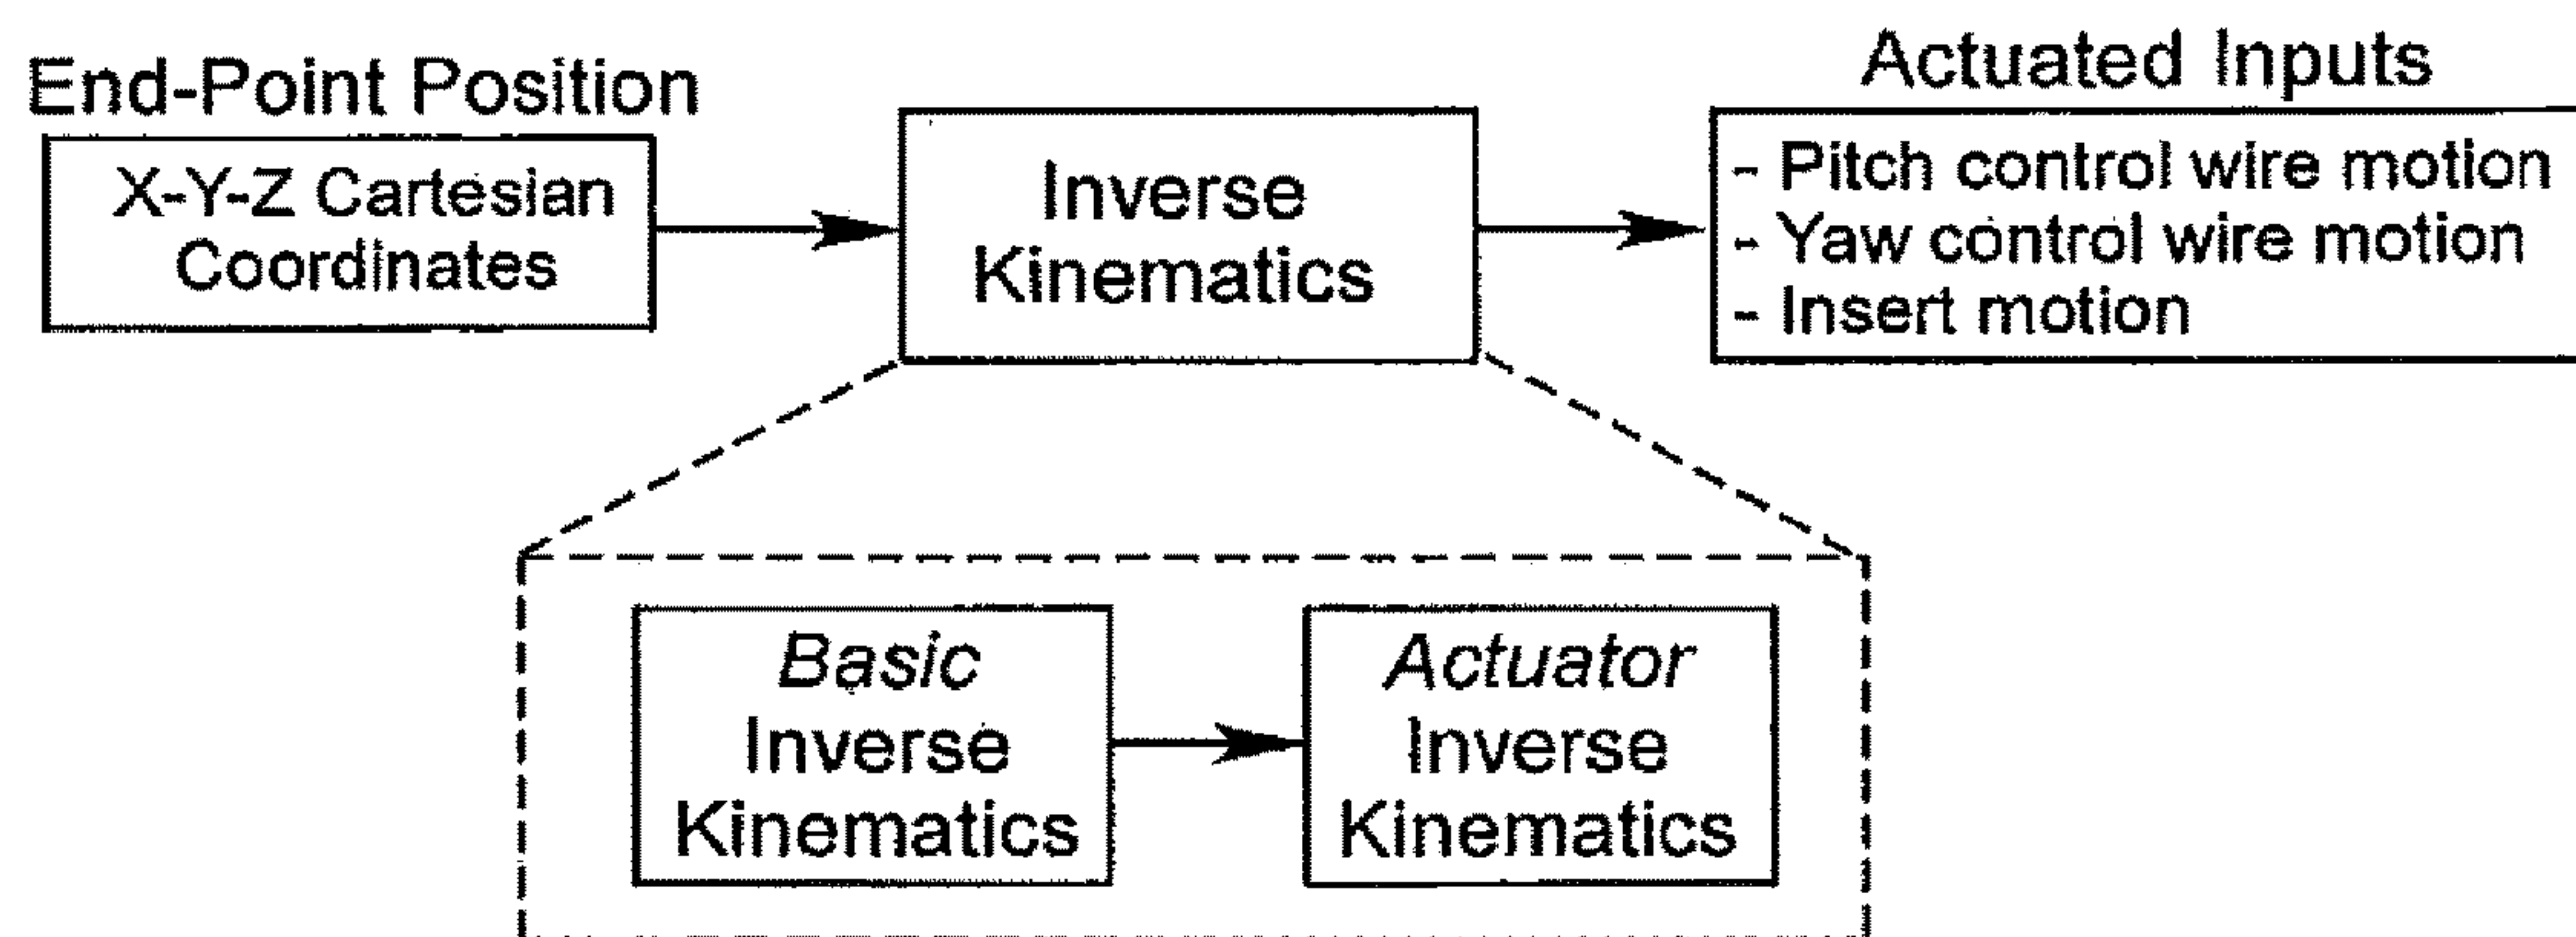 End-Point Position
X-Y-Z Cartesian
Coordinates
Inverse
Kinematics
Actuated Inputs
- Pitch control wire motion
- Yaw control wire motion
- Insert motion
Basic
Inverse
Kinematics
Actuator
Inverse
Kinematics